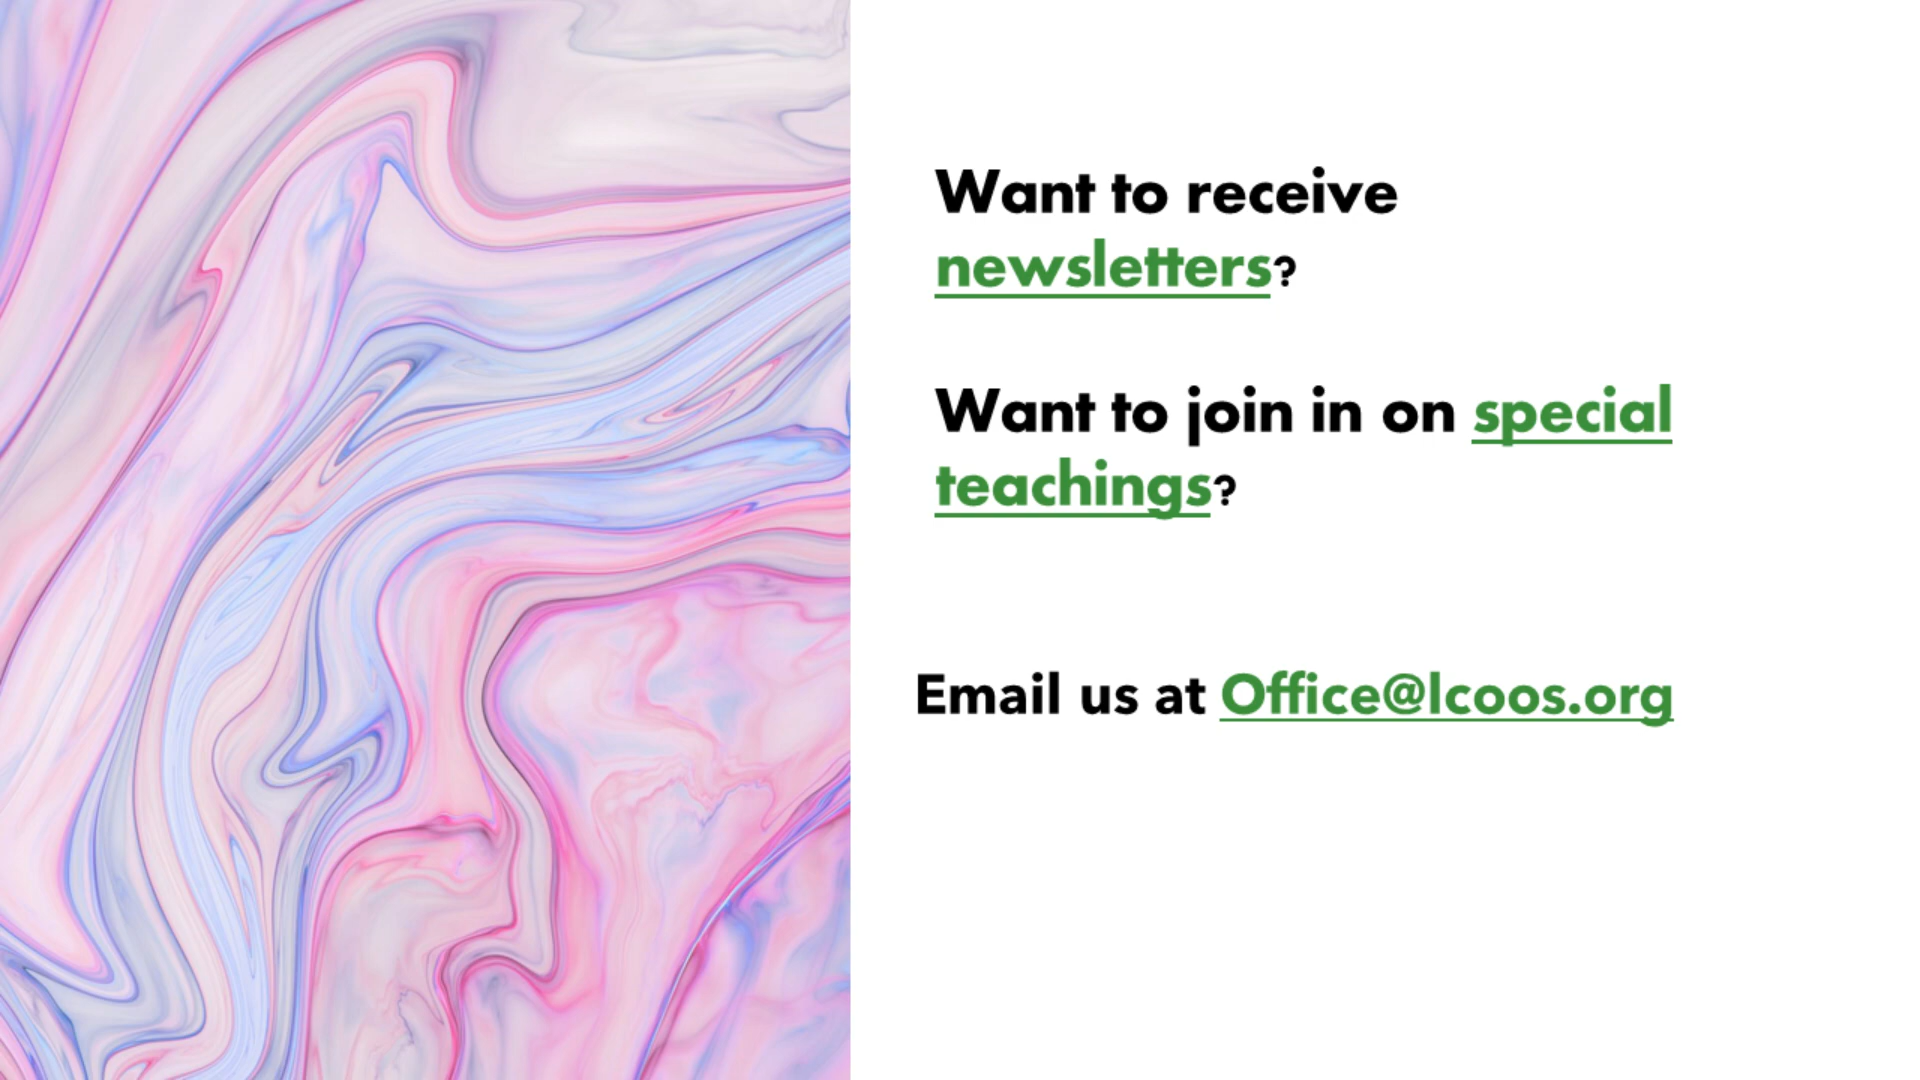 Want to receive
newsletters?
Want to join in on special
teachings?
Email us at Office@lcoos.org